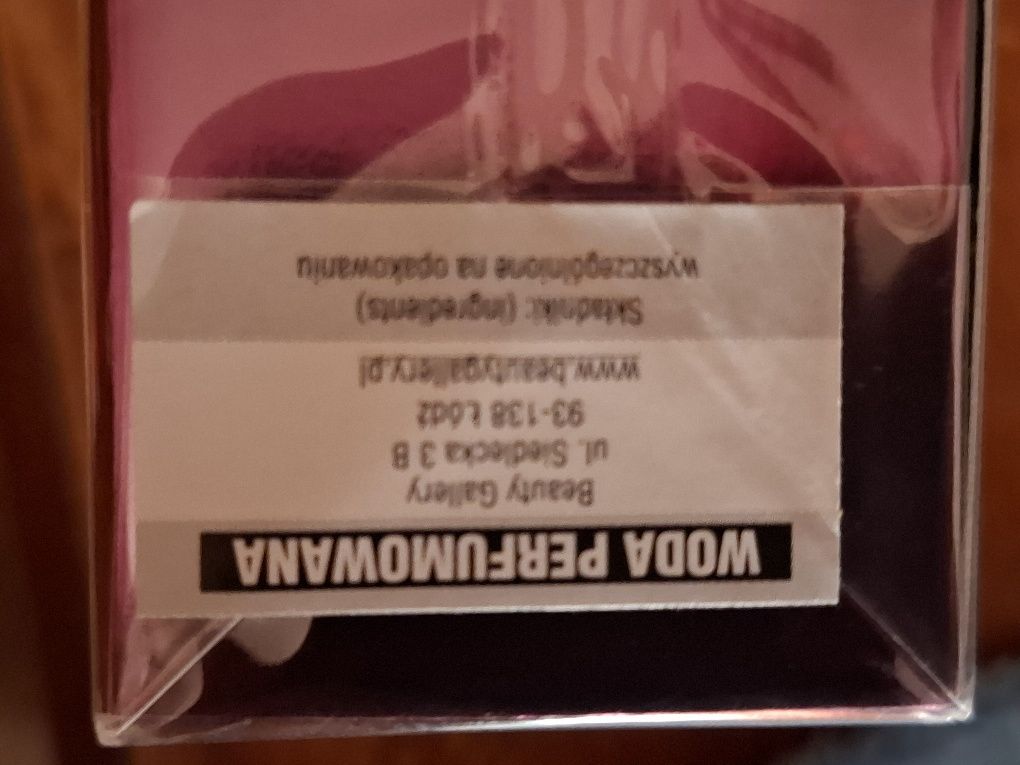 WODA PERFUMOWANA
Beauty Gallery
ul. Siedlecka 3 B
93-138 Łódź
www.beautygallery.pl
Składniki: (ingredients)
wyszczególnione na opakowaniu